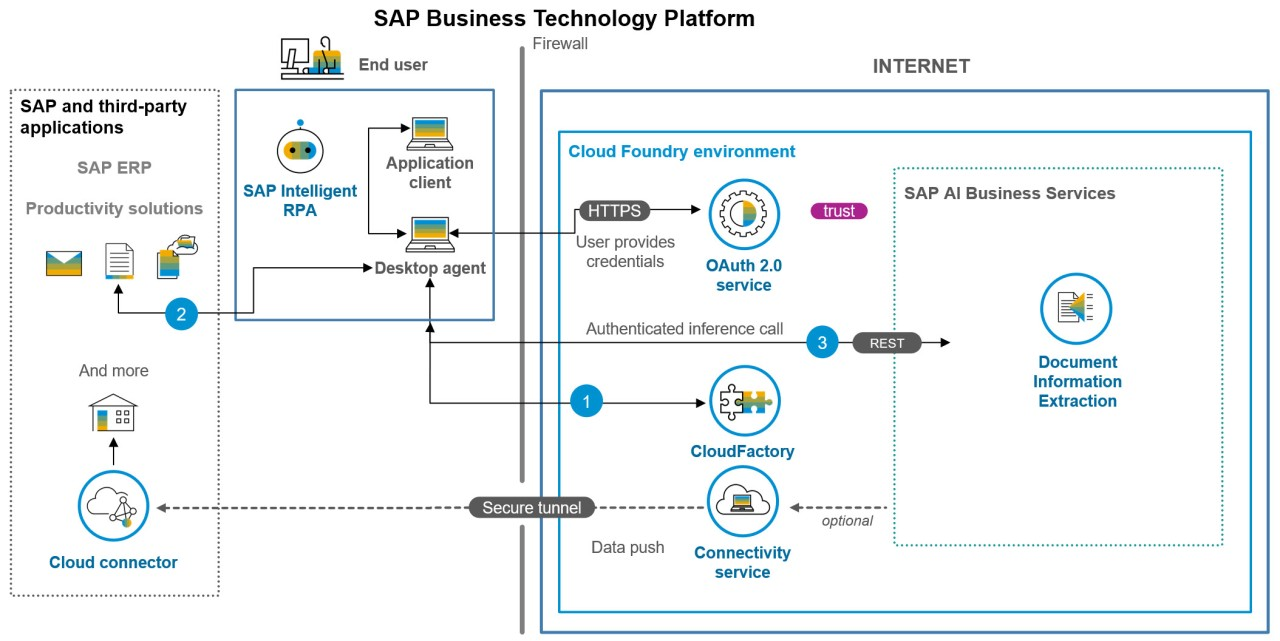 SAP Business Technology Platform
Firewall
End user
INTERNET
SAP and third-party
applications
SAP ERP
Productivity solutions
2
And more
Cloud connector
SAP Intelligent
RPA
Application
client
Desktop agent
Cloud Foundry environment
HTTPS
User provides
credentials
OAuth 2.0
service
trust
SAP AI Business Services
Authenticated inference call
3
REST
Document
Information
Extraction
1
CloudFactory
Secure tunnel
Data push
Connectivity
service
optional